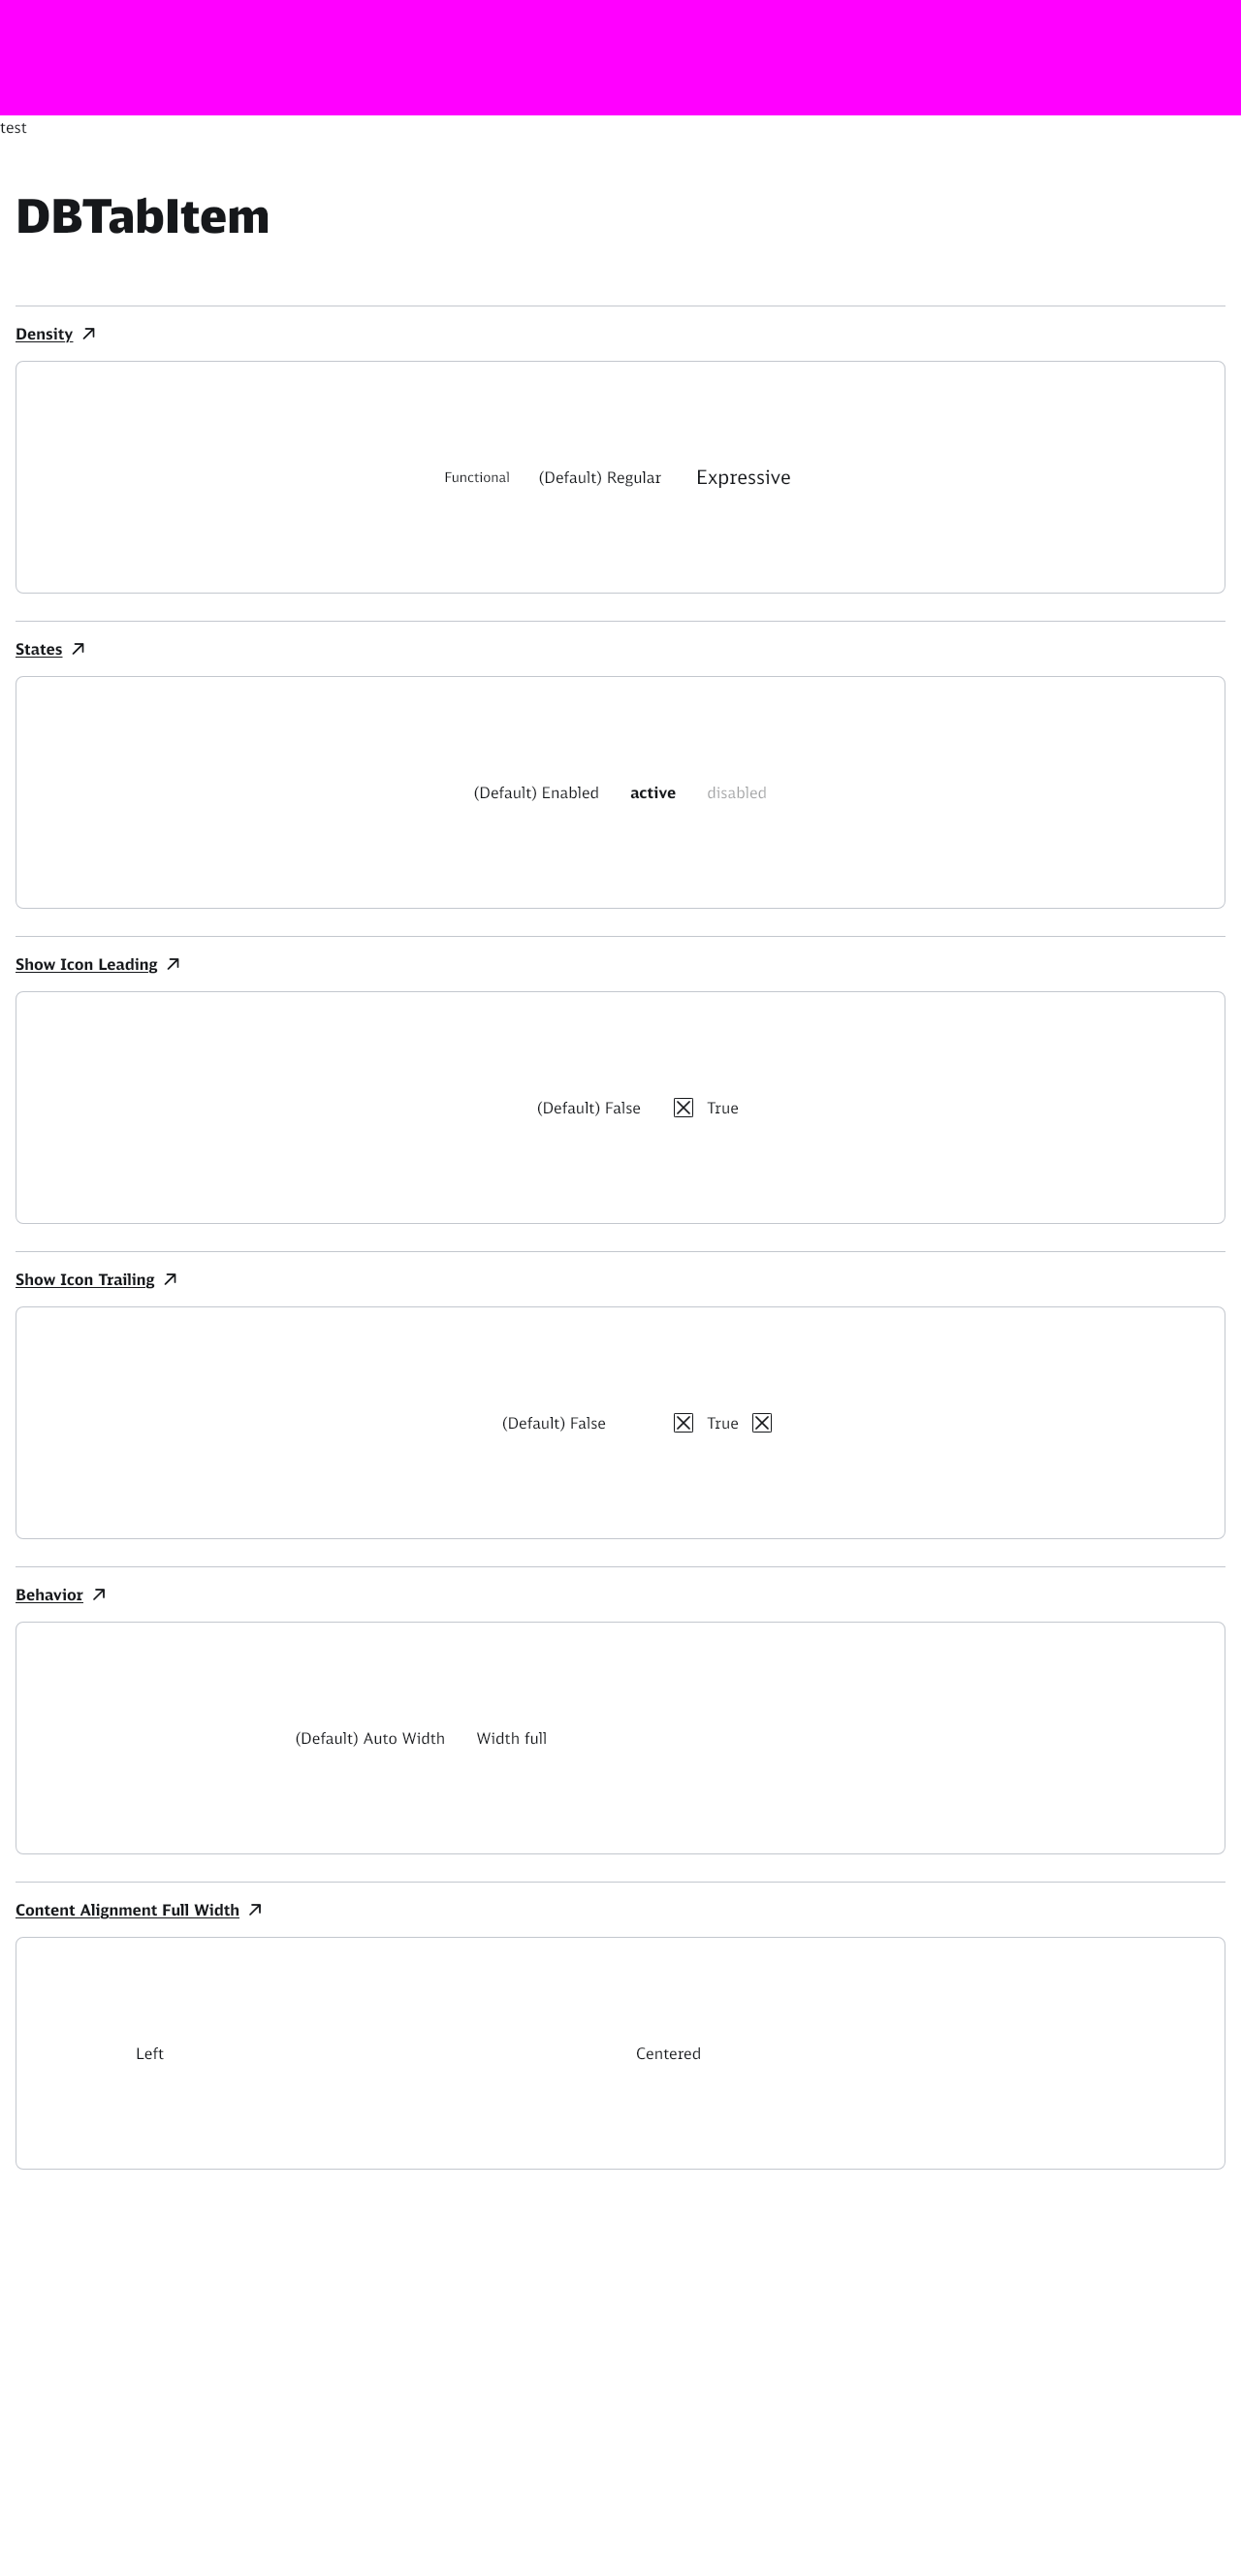 test
DBTabItem
Density
Functional (Default) Regular Expressive
States
(Default) Enabled active disabled
Show Icon Leading
(Default) False True
Show Icon Trailing
(Default) False True
Behavior
(Default) Auto Width Width full
Content Alignment Full Width
Left Centered